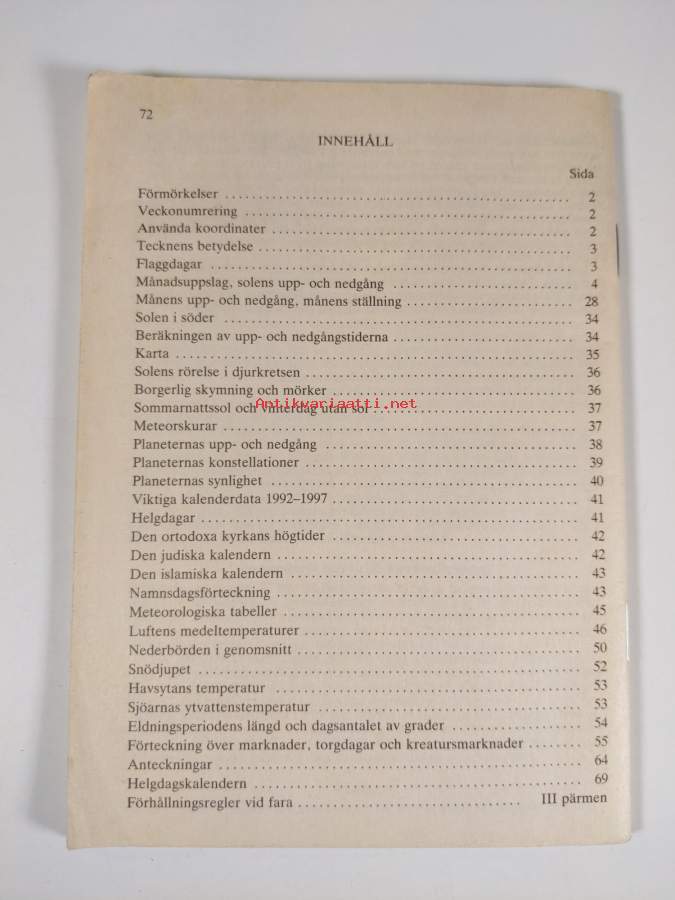 72
INNEHÅLL
Sida
Förmörkelser ........ 2
Veckonumrering ........ 2
Använda koordinater ........ 2
Tecknens betydelse ........ 3
Flaggdagar ........ 3
Månadsuppslag, solens upp- och nedgång ........ 4
Månens upp- och nedgång, månens ställning ........ 28
Solen i söder ........ 34
Beräkningen av upp- och nedgångstiderna ........ 34
Karta ........ 35
Solens rörelse i djurkretsen ........ 36
Borgerlig skymning och mörker ........ 36
Antikvariaatti.net
Sommarnattssol och vinterdag utan sol ........ 37
Meteorskurar ........ 37
Planeternas upp- och nedgång ........ 38
Planeternas konstellationer ........ 39
Planeternas synlighet ........ 40
Viktiga kalenderdata 1992–1997 ........ 41
Helgdagar ........ 41
Den ortodoxa kyrkans högtider ........ 42
Den judiska kalendern ........ 42
Den islamiska kalendern ........ 43
Namnsdagsförteckning ........ 43
Meteorologiska tabeller ........ 45
Luftens medeltemperaturer ........ 46
Nederbörden i genomsnitt ........ 50
Snödjupet ........ 52
Havsytans temperatur ........ 53
Sjöarnas ytvattenstemperatur ........ 53
Eldningsperiodens längd och dagsantalet av grader ........ 54
Förteckning över marknader, torgdagar och kreatursmarknader ........ 55
Anteckningar ........ 64
Helgdagskalendern ........ 69
Förhållningsregler vid fara ........ III pärmen